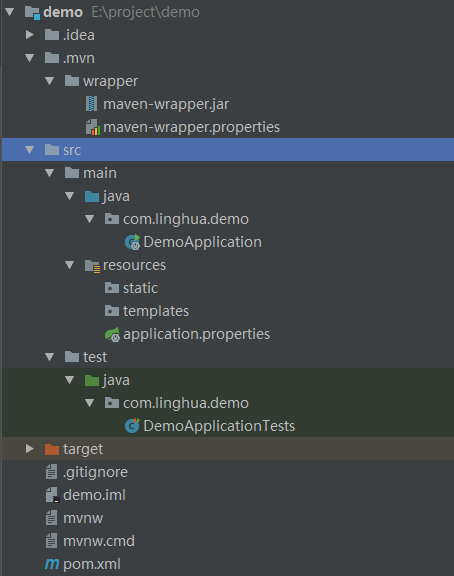 demo E:\project\demo
.idea
.mvn
wrapper
maven-wrapper.jar
maven-wrapper.properties
src
main
java
com.linghua.demo
DemoApplication
resources
static
templates
application.properties
test
java
com.linghua.demo
DemoApplicationTests
target
.gitignore
demo.iml
mvnw
mvnw.cmd
pom.xml